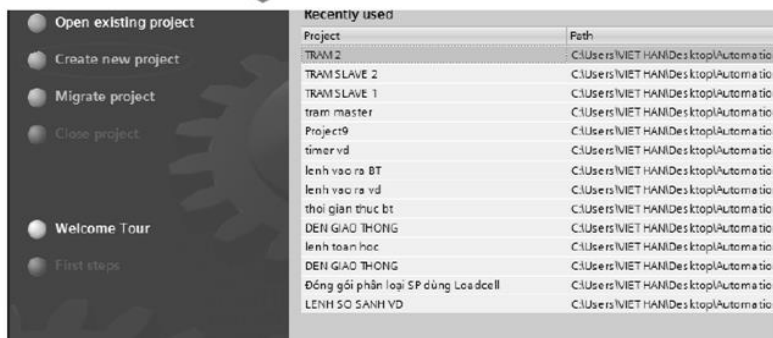 Open existing project
Create new project
Migrate project
Close project
Welcome Tour
First steps
Recently used
Project Path
TRAM 2 C:\Users\VIET HAN\Desktop\Automatio
TRAM SLAVE 2 C:\Users\VIET HAN\Desktop\Automatio
TRAM SLAVE 1 C:\Users\VIET HAN\Desktop\Automatio
tram master C:\Users\VIET HAN\Desktop\Automatio
Project9 C:\Users\VIET HAN\Desktop\Automatio
timer vd C:\Users\VIET HAN\Desktop\Automatio
lenh vao ra BT C:\Users\VIET HAN\Desktop\Automatio
lenh vao ra vd C:\Users\VIET HAN\Desktop\Automatio
thoi gian thuc bt C:\Users\VIET HAN\Desktop\Automatio
DEN GIAO THONG C:\Users\VIET HAN\Desktop\Automatio
lenh toan hoc C:\Users\VIET HAN\Desktop\Automatio
DEN GIAO THONG C:\Users\VIET HAN\Desktop\Automatio
Đóng gói phân loại SP dùng Loadcell C:\Users\VIET HAN\Desktop\Automatio
LENH SO SANH VD C:\Users\VIET HAN\Desktop\Automatio